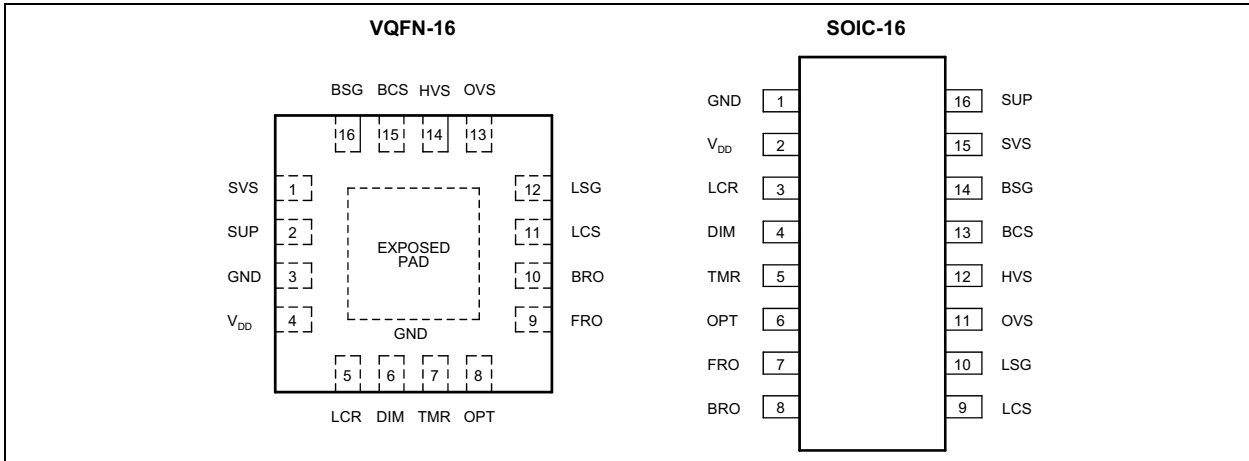 VQFN-16
BSG BCS HVS OVS
16 15 14 13
SVS 1 12 LSG
SUP 2 11 LCS
EXPOSED
PAD
GND 3 10 BRO
VDD 4 9 FRO
GND
5 6 7 8
LCR DIM TMR OPT
SOIC-16
GND 1 16 SUP
VDD 2 15 SVS
LCR 3 14 BSG
DIM 4 13 BCS
TMR 5 12 HVS
OPT 6 11 OVS
FRO 7 10 LSG
BRO 8 9 LCS